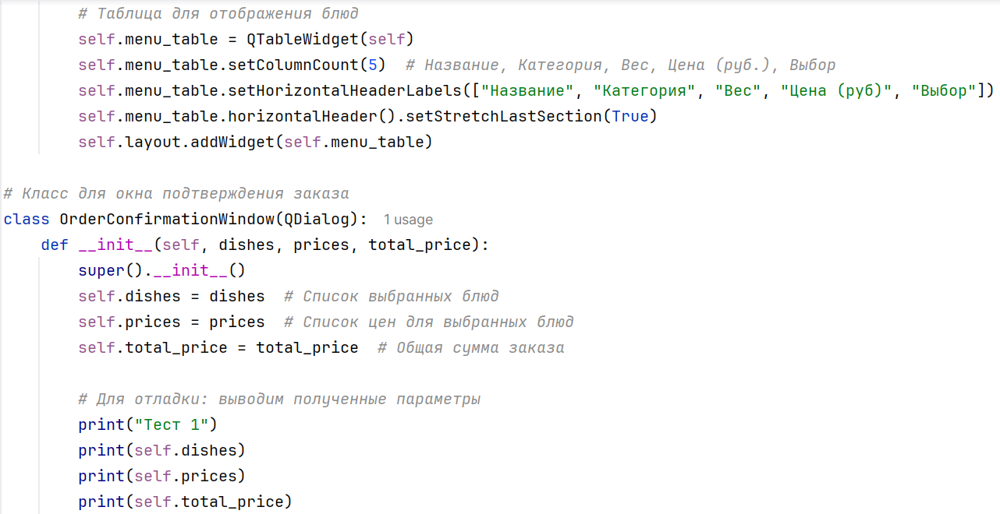 # Таблица для отображения блюд
self.menu_table = QTableWidget(self)
self.menu_table.setColumnCount(5)  # Название, Категория, Вес, Цена (руб.), Выбор
self.menu_table.setHorizontalHeaderLabels(["Название", "Категория", "Вес", "Цена (руб)", "Выбор"])
self.menu_table.horizontalHeader().setStretchLastSection(True)
self.layout.addWidget(self.menu_table)
# Класс для окна подтверждения заказа
class OrderConfirmationWindow(QDialog):  1 usage
def __init__(self, dishes, prices, total_price):
super().__init__()
self.dishes = dishes  # Список выбранных блюд
self.prices = prices  # Список цен для выбранных блюд
self.total_price = total_price  # Общая сумма заказа
# Для отладки: выводим полученные параметры
print("Тест 1")
print(self.dishes)
print(self.prices)
print(self.total_price)